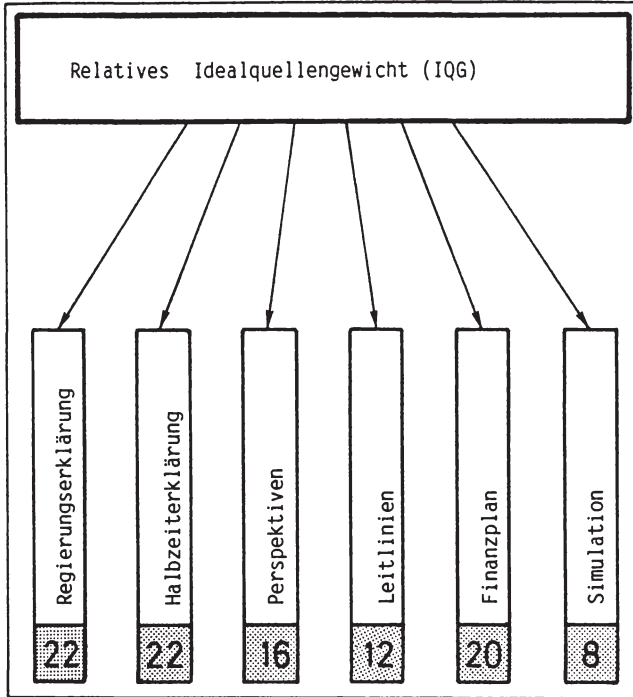 Relatives Idealquellengewicht (IQG)
Regierungserklärung
22
Halbzeiterklärung
22
Perspektiven
16
Leitlinien
12
Finanzplan
20
Simulation
8